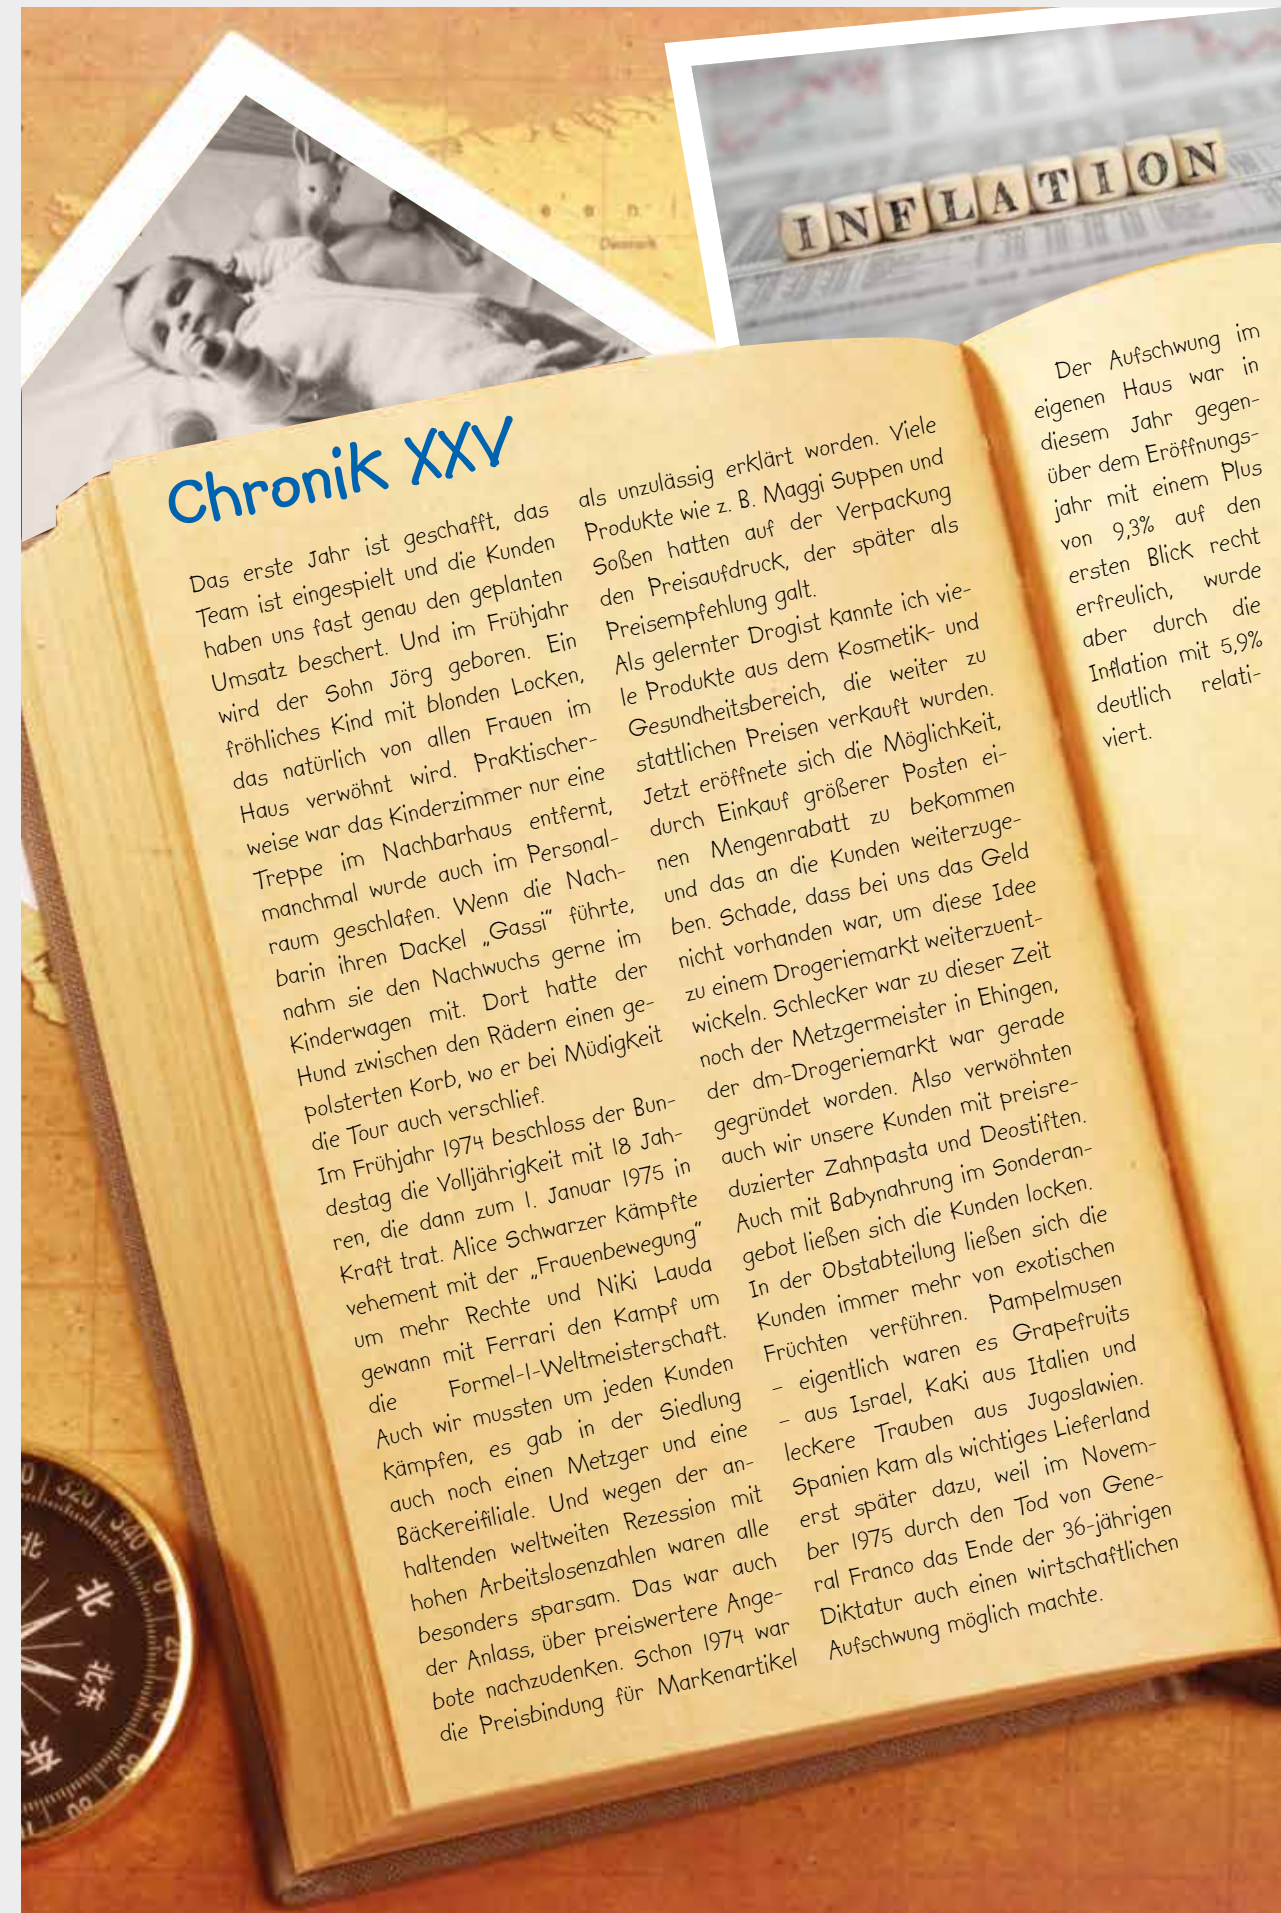 INFLATION
Denmark
Chronik XXV
Das erste Jahr ist geschafft, das
Team ist eingespielt und die Kunden
haben uns fast genau den geplanten
Umsatz beschert. Und im Frühjahr
wird der Sohn Jörg geboren. Ein
fröhliches Kind mit blonden Locken,
das natürlich von allen Frauen im
Haus verwöhnt wird. Praktischer-
weise war das Kinderzimmer nur eine
Treppe im Nachbarhaus entfernt,
manchmal wurde auch im Personal-
raum geschlafen. Wenn die Nach-
barin ihren Dackel „Gassi“ führte,
nahm sie den Nachwuchs gerne im
Kinderwagen mit. Dort hatte der
Hund zwischen den Rädern einen ge-
polsterten Korb, wo er bei Müdigkeit
die Tour auch verschlief.
Im Frühjahr 1974 beschloss der Bun-
destag die Volljährigkeit mit 18 Jah-
ren, die dann zum 1. Januar 1975 in
Kraft trat. Alice Schwarzer kämpfte
vehement mit der „Frauenbewegung“
um mehr Rechte und Niki Lauda
gewann mit Ferrari den Kampf um
die Formel-1-Weltmeisterschaft.
Auch wir mussten um jeden Kunden
kämpfen, es gab in der Siedlung
auch noch einen Metzger und eine
Bäckereifiliale. Und wegen der an-
haltenden weltweiten Rezession mit
hohen Arbeitslosenzahlen waren alle
besonders sparsam. Das war auch
der Anlass, über preiswertere Ange-
bote nachzudenken. Schon 1974 war
die Preisbindung für Markenartikel
als unzulässig erklärt worden. Viele
Produkte wie z. B. Maggi Suppen und
Soßen hatten auf der Verpackung
den Preisaufdruck, der später als
Preisempfehlung galt.
Als gelernter Drogist kannte ich vie-
le Produkte aus dem Kosmetik- und
Gesundheitsbereich, die weiter zu
stattlichen Preisen verkauft wurden.
Jetzt eröffnete sich die Möglichkeit,
durch Einkauf größerer Posten ei-
nen Mengenrabatt zu bekommen
und das an die Kunden weiterzuge-
ben. Schade, dass bei uns das Geld
nicht vorhanden war, um diese Idee
zu einem Drogeriemarkt weiterzuent-
wickeln. Schlecker war zu dieser Zeit
noch der Metzgermeister in Ehingen,
der dm-Drogeriemarkt war gerade
gegründet worden. Also verwöhnten
auch wir unsere Kunden mit preisre-
duzierter Zahnpasta und Deostiften.
Auch mit Babynahrung im Sonderan-
gebot ließen sich die Kunden locken.
In der Obstabteilung ließen sich die
Kunden immer mehr von exotischen
Früchten verführen. Pampelmusen
– eigentlich waren es Grapefruits
– aus Israel, Kaki aus Italien und
leckere Trauben aus Jugoslawien.
Spanien kam als wichtiges Lieferland
erst später dazu, weil im Novem-
ber 1975 durch den Tod von Gene-
ral Franco das Ende der 36-jährigen
Diktatur auch einen wirtschaftlichen
Aufschwung möglich machte.
Der Aufschwung im
eigenen Haus war in
diesem Jahr gegen-
über dem Eröffnungs-
jahr mit einem Plus
von 9,3% auf den
ersten Blick recht
erfreulich, wurde
aber durch die
Inflation mit 5,9%
deutlich relati-
viert.
320
340
0
20
北
东
北东